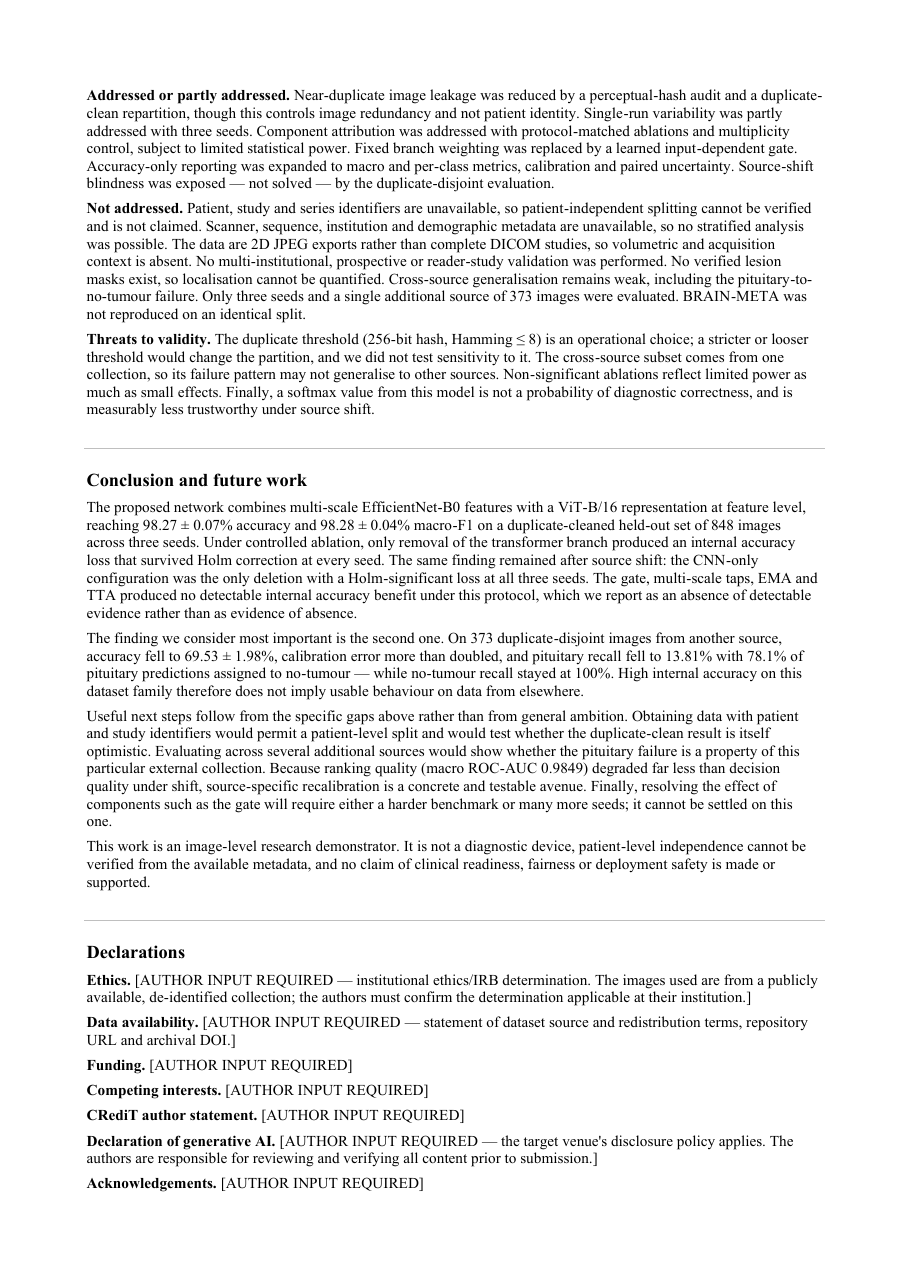 Addressed or partly addressed. Near-duplicate image leakage was reduced by a perceptual-hash audit and a duplicate-
clean repartition, though this controls image redundancy and not patient identity. Single-run variability was partly
addressed with three seeds. Component attribution was addressed with protocol-matched ablations and multiplicity
control, subject to limited statistical power. Fixed branch weighting was replaced by a learned input-dependent gate.
Accuracy-only reporting was expanded to macro and per-class metrics, calibration and paired uncertainty. Source-shift
blindness was exposed — not solved — by the duplicate-disjoint evaluation.
Not addressed. Patient, study and series identifiers are unavailable, so patient-independent splitting cannot be verified
and is not claimed. Scanner, sequence, institution and demographic metadata are unavailable, so no stratified analysis
was possible. The data are 2D JPEG exports rather than complete DICOM studies, so volumetric and acquisition
context is absent. No multi-institutional, prospective or reader-study validation was performed. No verified lesion
masks exist, so localisation cannot be quantified. Cross-source generalisation remains weak, including the pituitary-to-
no-tumour failure. Only three seeds and a single additional source of 373 images were evaluated. BRAIN-META was
not reproduced on an identical split.
Threats to validity. The duplicate threshold (256-bit hash, Hamming ≤ 8) is an operational choice; a stricter or looser
threshold would change the partition, and we did not test sensitivity to it. The cross-source subset comes from one
collection, so its failure pattern may not generalise to other sources. Non-significant ablations reflect limited power as
much as small effects. Finally, a softmax value from this model is not a probability of diagnostic correctness, and is
measurably less trustworthy under source shift.
Conclusion and future work
The proposed network combines multi-scale EfficientNet-B0 features with a ViT-B/16 representation at feature level,
reaching 98.27 ± 0.07% accuracy and 98.28 ± 0.04% macro-F1 on a duplicate-cleaned held-out set of 848 images
across three seeds. Under controlled ablation, only removal of the transformer branch produced an internal accuracy
loss that survived Holm correction at every seed. The same finding remained after source shift: the CNN-only
configuration was the only deletion with a Holm-significant loss at all three seeds. The gate, multi-scale taps, EMA and
TTA produced no detectable internal accuracy benefit under this protocol, which we report as an absence of detectable
evidence rather than as evidence of absence.
The finding we consider most important is the second one. On 373 duplicate-disjoint images from another source,
accuracy fell to 69.53 ± 1.98%, calibration error more than doubled, and pituitary recall fell to 13.81% with 78.1% of
pituitary predictions assigned to no-tumour — while no-tumour recall stayed at 100%. High internal accuracy on this
dataset family therefore does not imply usable behaviour on data from elsewhere.
Useful next steps follow from the specific gaps above rather than from general ambition. Obtaining data with patient
and study identifiers would permit a patient-level split and would test whether the duplicate-clean result is itself
optimistic. Evaluating across several additional sources would show whether the pituitary failure is a property of this
particular external collection. Because ranking quality (macro ROC-AUC 0.9849) degraded far less than decision
quality under shift, source-specific recalibration is a concrete and testable avenue. Finally, resolving the effect of
components such as the gate will require either a harder benchmark or many more seeds; it cannot be settled on this
one.
This work is an image-level research demonstrator. It is not a diagnostic device, patient-level independence cannot be
verified from the available metadata, and no claim of clinical readiness, fairness or deployment safety is made or
supported.
Declarations
Ethics. [AUTHOR INPUT REQUIRED — institutional ethics/IRB determination. The images used are from a publicly
available, de-identified collection; the authors must confirm the determination applicable at their institution.]
Data availability. [AUTHOR INPUT REQUIRED — statement of dataset source and redistribution terms, repository
URL and archival DOI.]
Funding. [AUTHOR INPUT REQUIRED]
Competing interests. [AUTHOR INPUT REQUIRED]
CRediT author statement. [AUTHOR INPUT REQUIRED]
Declaration of generative AI. [AUTHOR INPUT REQUIRED — the target venue's disclosure policy applies. The
authors are responsible for reviewing and verifying all content prior to submission.]
Acknowledgements. [AUTHOR INPUT REQUIRED]